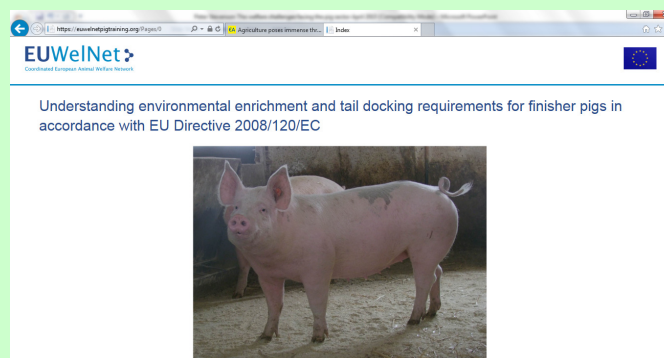 https://euwelnetpigtraining.org/Pages/I
Agriculture poses immense thr...
Index
EUWelNet
Coordinated European Animal Welfare Network
Understanding environmental enrichment and tail docking requirements for finisher pigs in
accordance with EU Directive 2008/120/EC